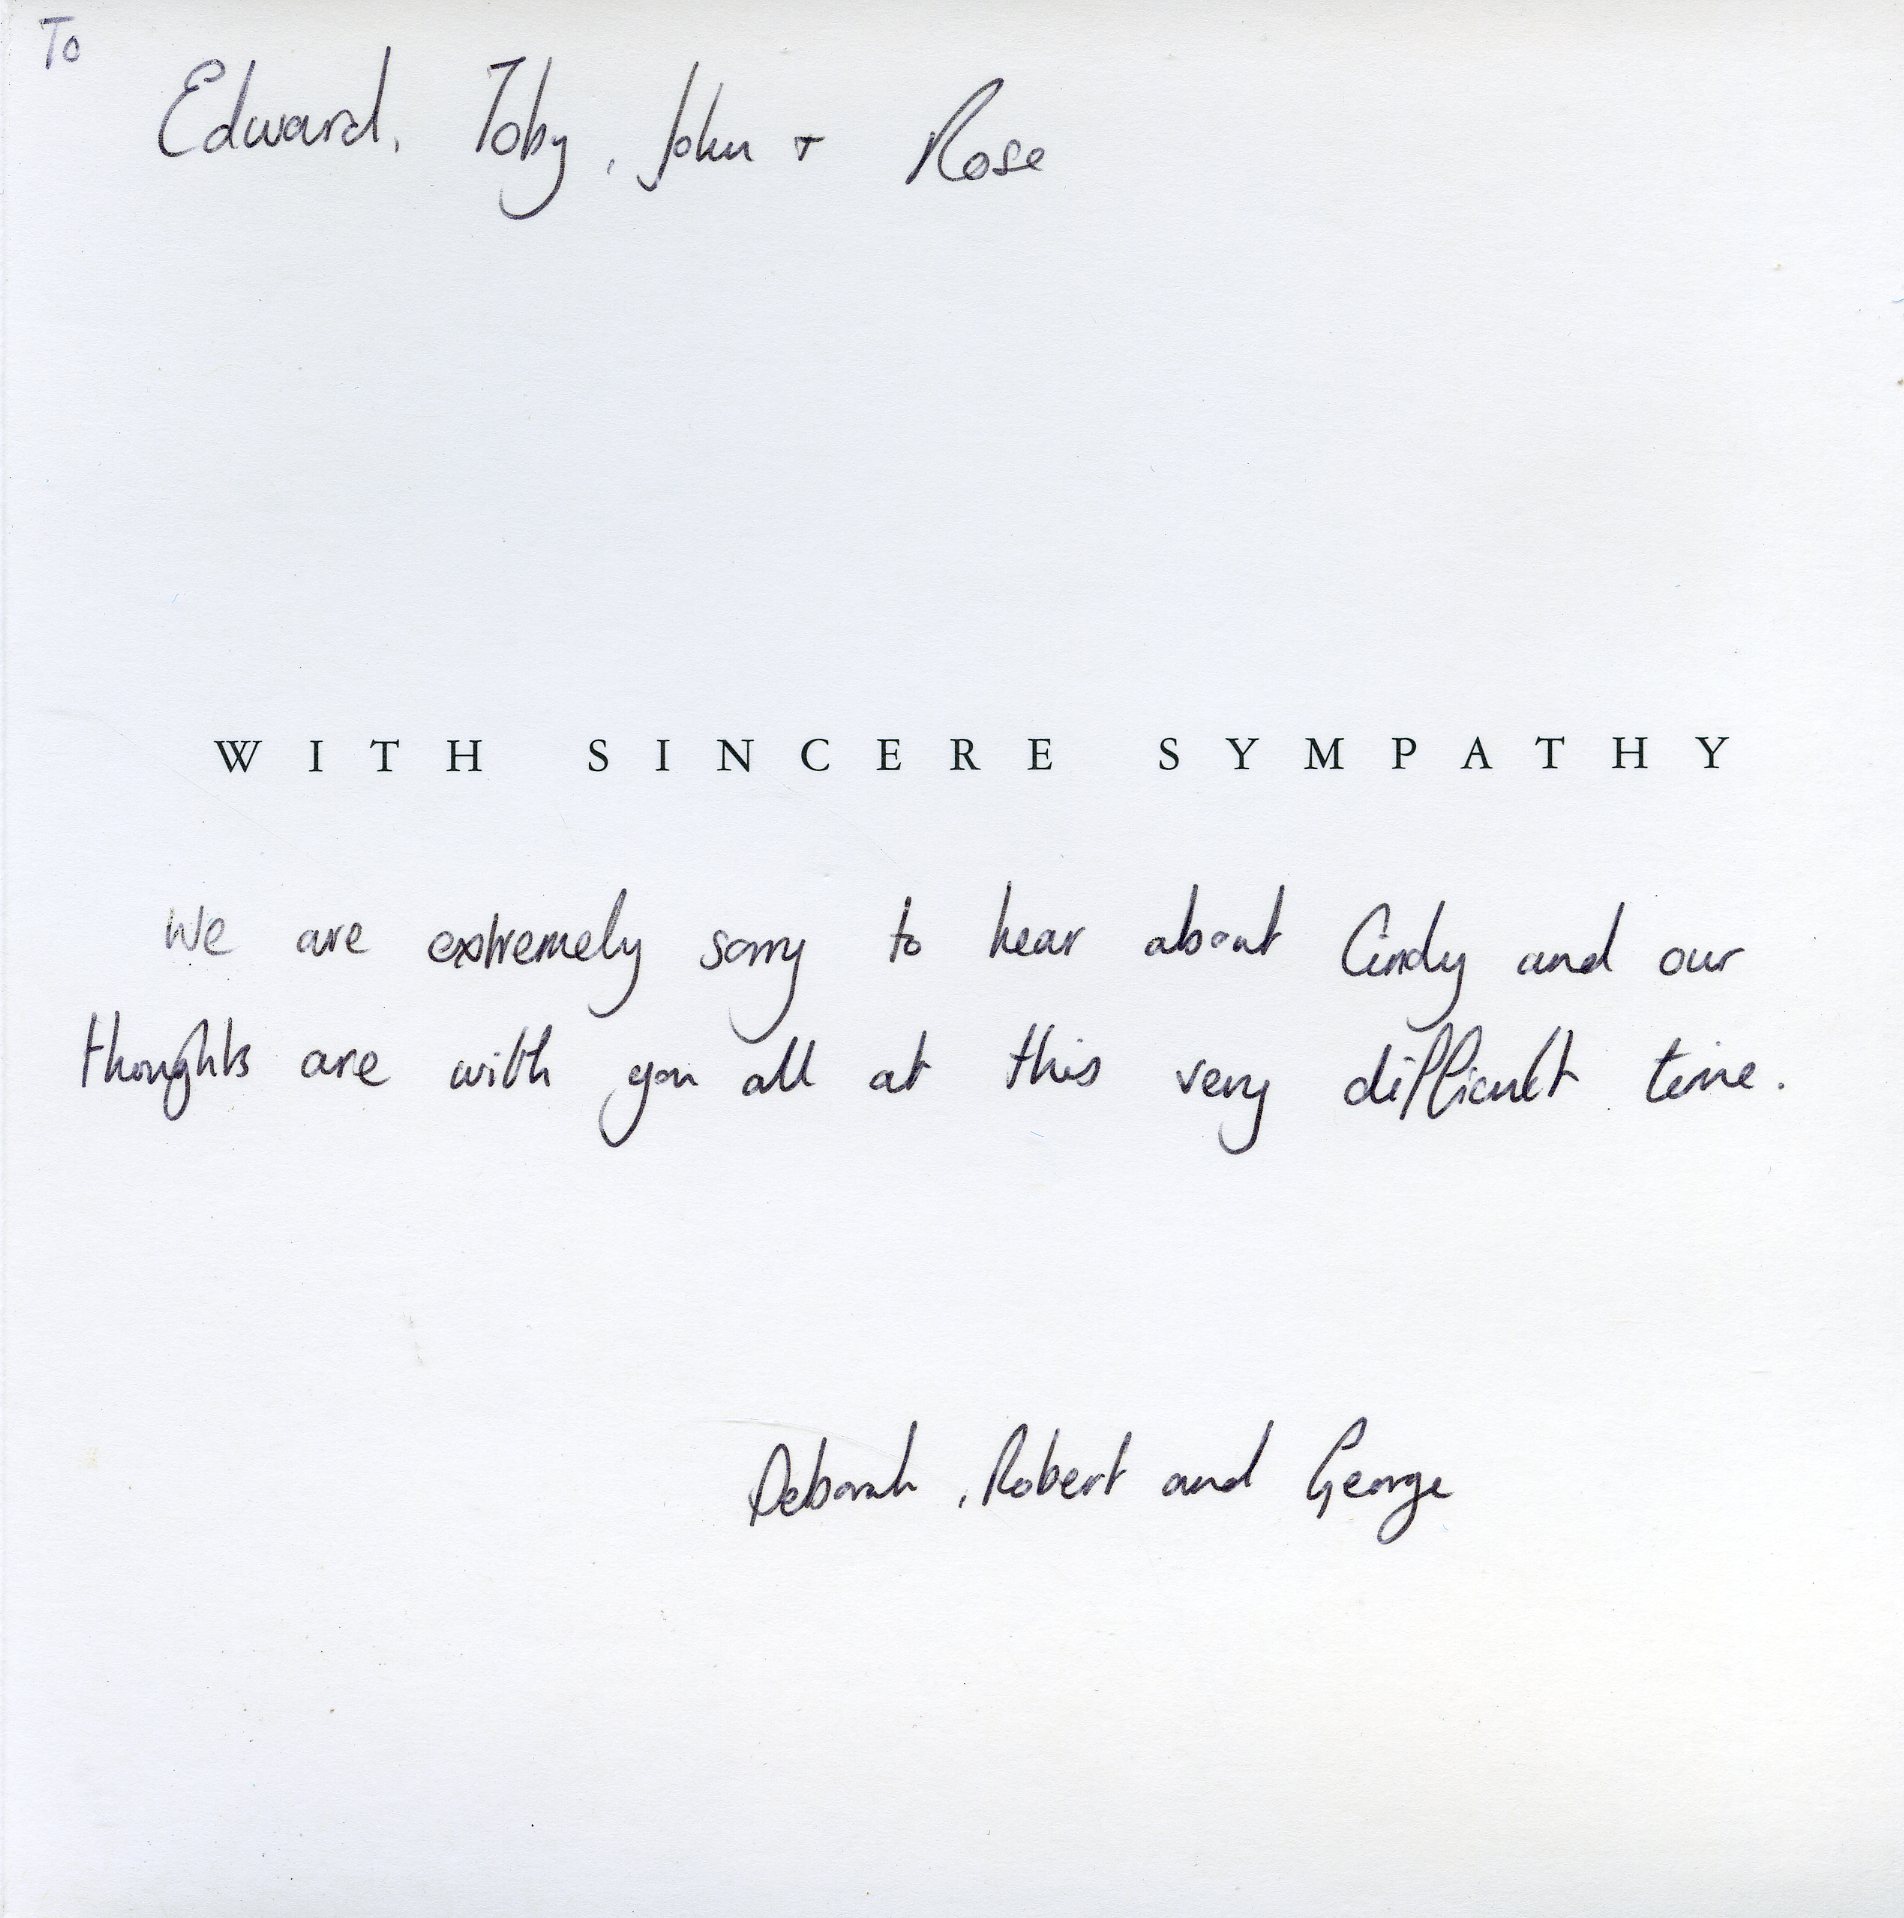 To
Edward, Toby, John + Rose
WITH SINCERE SYMPATHY
We are extremely sorry to hear about Cindy and our
thoughts are with you all at this very difficult time.
Deborah, Robert and George